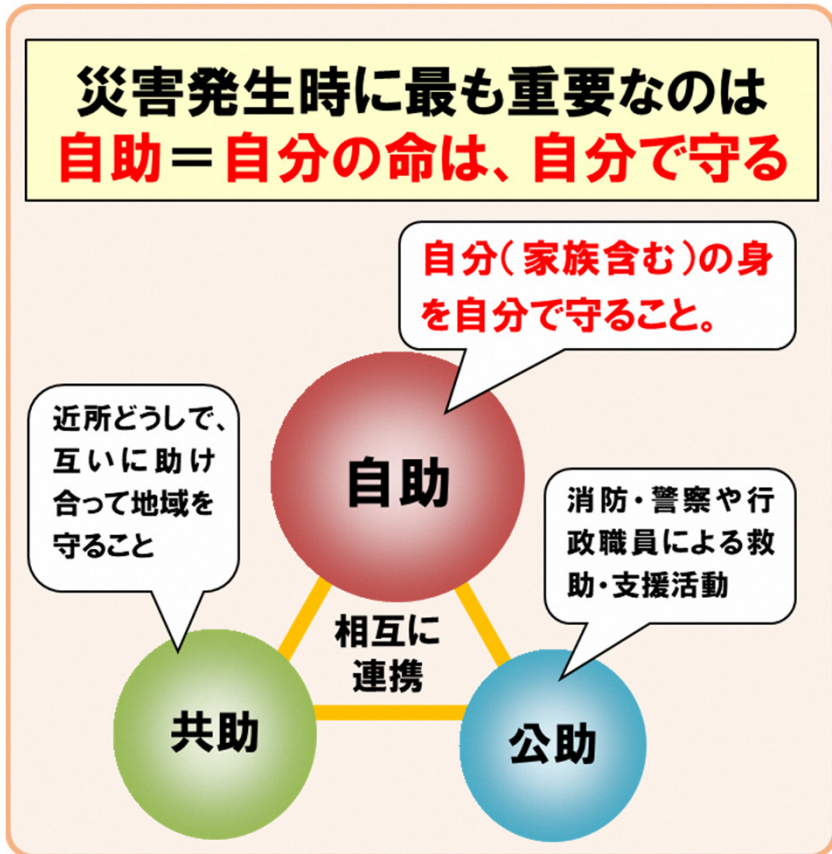 災害発生時に最も重要なのは
自助＝自分の命は、自分で守る
自分(家族含む)の身
を自分で守ること。
自助
近所どうしで、
互いに助け
合って地域を
守ること
消防・警察や行
政職員による救
助・支援活動
相互に
連携
共助
公助